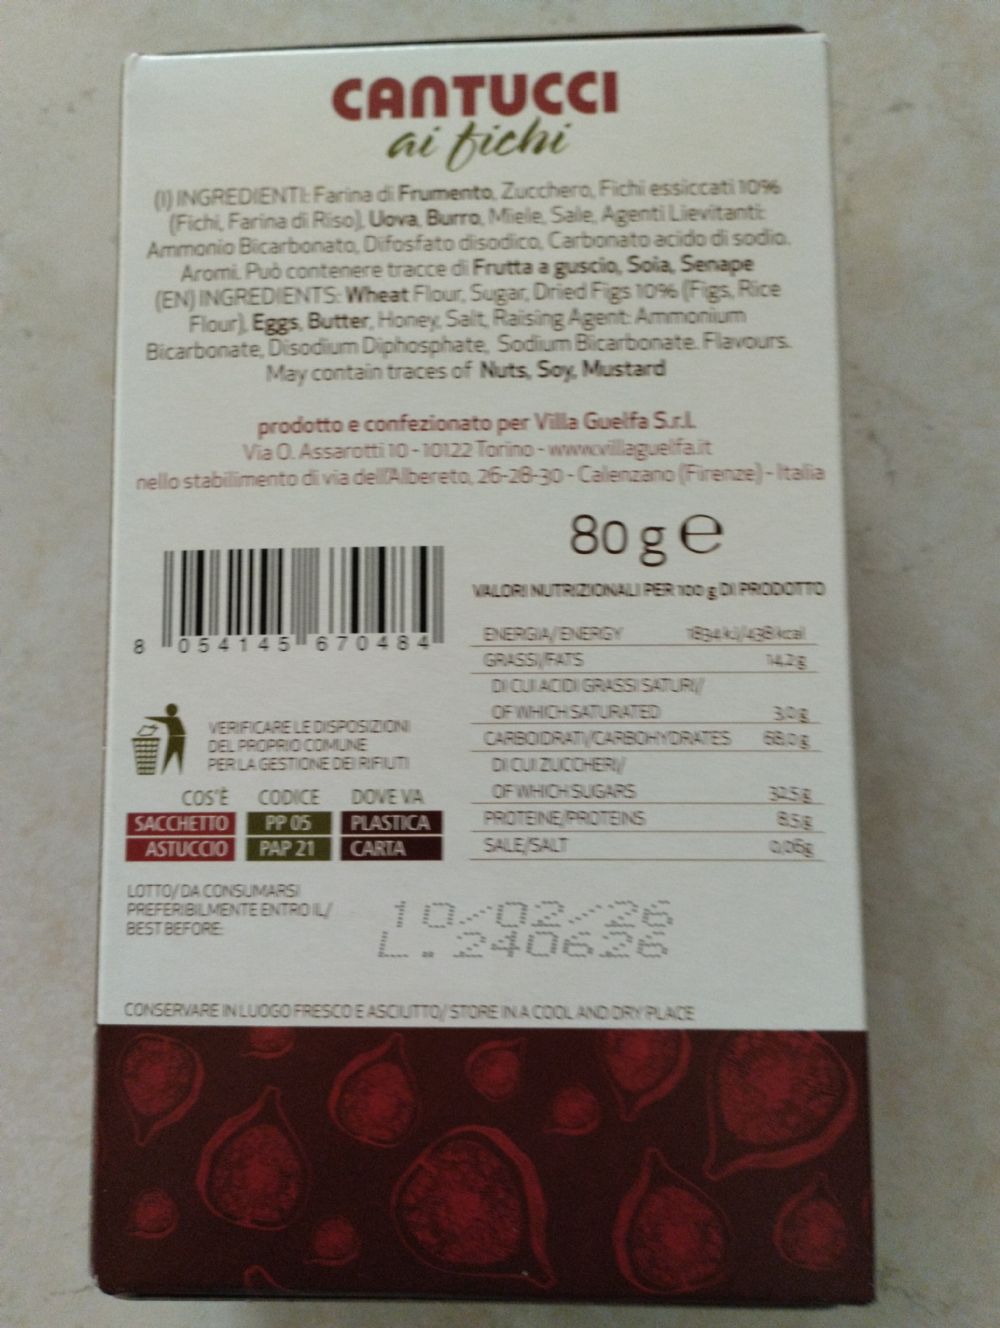 CANTUCCI
ai fichi
(I) INGREDIENTI: Farina di Frumento, Zucchero, Fichi essiccati 10%
(Fichi, Farina di Riso), Uova, Burro, Miele, Sale, Agenti Lievitanti:
Ammonio Bicarbonato, Difosfato disodico, Carbonato acido di sodio.
Aromi. Può contenere tracce di Frutta a guscio, Soia, Senape
(EN) INGREDIENTS: Wheat Flour, Sugar, Dried Figs 10% (Figs, Rice
Flour), Eggs, Butter, Honey, Salt, Raising Agent: Ammonium
Bicarbonate, Disodium Diphosphate, Sodium Bicarbonate. Flavours.
May contain traces of Nuts, Soy, Mustard
prodotto e confezionato per Villa Guelfa S.r.l.
Via O. Assarotti 10 - 10122 Torino - www.villaguelfa.it
nello stabilimento di via dell'Albereto, 26-28-30 - Calenzano (Firenze) - Italia
80 g e
8 054145 670484
VALORI NUTRIZIONALI PER 100 g DI PRODOTTO
ENERGIA/ENERGY 1834 kj/438 kcal
GRASSI/FATS 14,2 g
DI CUI ACIDI GRASSI SATURI/
OF WHICH SATURATED 3,0 g
CARBOIDRATI/CARBOHYDRATES 68,0 g
DI CUI ZUCCHERI/
OF WHICH SUGARS 32,5 g
PROTEINE/PROTEINS 8,5 g
SALE/SALT 0,06g
VERIFICARE LE DISPOSIZIONI
DEL PROPRIO COMUNE
PER LA GESTIONE DEI RIFIUTI
COS'È CODICE DOVE VA
SACCHETTO PP 05 PLASTICA
ASTUCCIO PAP 21 CARTA
LOTTO/DA CONSUMARSI
PREFERIBILMENTE ENTRO IL/
BEST BEFORE:
10/02/26
L. 240626
CONSERVARE IN LUOGO FRESCO E ASCIUTTO/STORE IN A COOL AND DRY PLACE